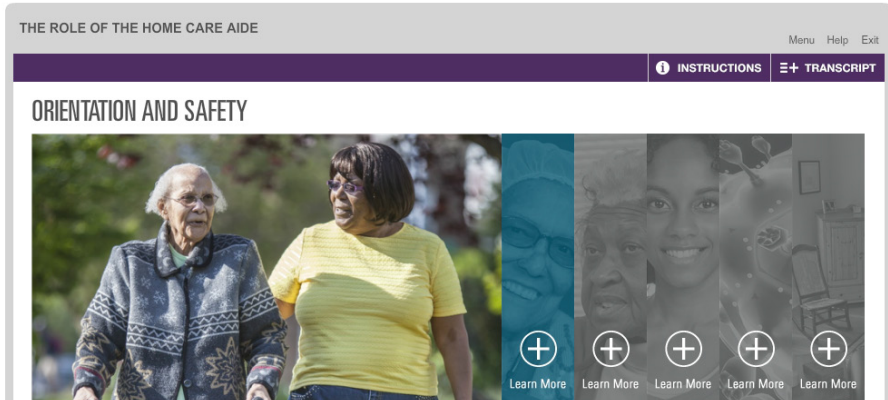 THE ROLE OF THE HOME CARE AIDE
Menu Help Exit
INSTRUCTIONS TRANSCRIPT
ORIENTATION AND SAFETY
Learn More Learn More Learn More Learn More Learn More